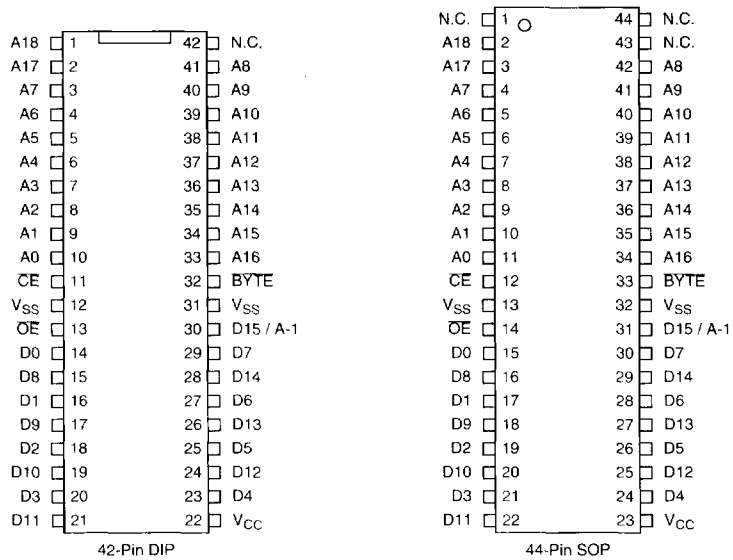 A18 1 42 N.C.
A17 2 41 A8
A7 3 40 A9
A6 4 39 A10
A5 5 38 A11
A4 6 37 A12
A3 7 36 A13
A2 8 35 A14
A1 9 34 A15
A0 10 33 A16
CE 11 32 BYTE
VSS 12 31 VSS
OE 13 30 D15 / A-1
D0 14 29 D7
D8 15 28 D14
D1 16 27 D6
D9 17 26 D13
D2 18 25 D5
D10 19 24 D12
D3 20 23 D4
D11 21 22 VCC
42-Pin DIP
N.C. 1 44 N.C.
A18 2 43 N.C.
A17 3 42 A8
A7 4 41 A9
A6 5 40 A10
A5 6 39 A11
A4 7 38 A12
A3 8 37 A13
A2 9 36 A14
A1 10 35 A15
A0 11 34 A16
CE 12 33 BYTE
VSS 13 32 VSS
OE 14 31 D15 / A-1
D0 15 30 D7
D8 16 29 D14
D1 17 28 D6
D9 18 27 D13
D2 19 26 D5
D10 20 25 D12
D3 21 24 D4
D11 22 23 VCC
44-Pin SOP